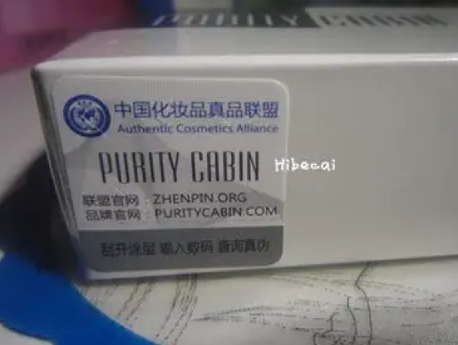 PURITY CABIN
中国化妆品真品联盟
Authentic Cosmetics Alliance
PURITY CABIN
Hibecai
联盟官网：ZHENPIN.ORG
品牌官网：PURITYCABIN.COM
刮开涂层 输入数码 查询真伪